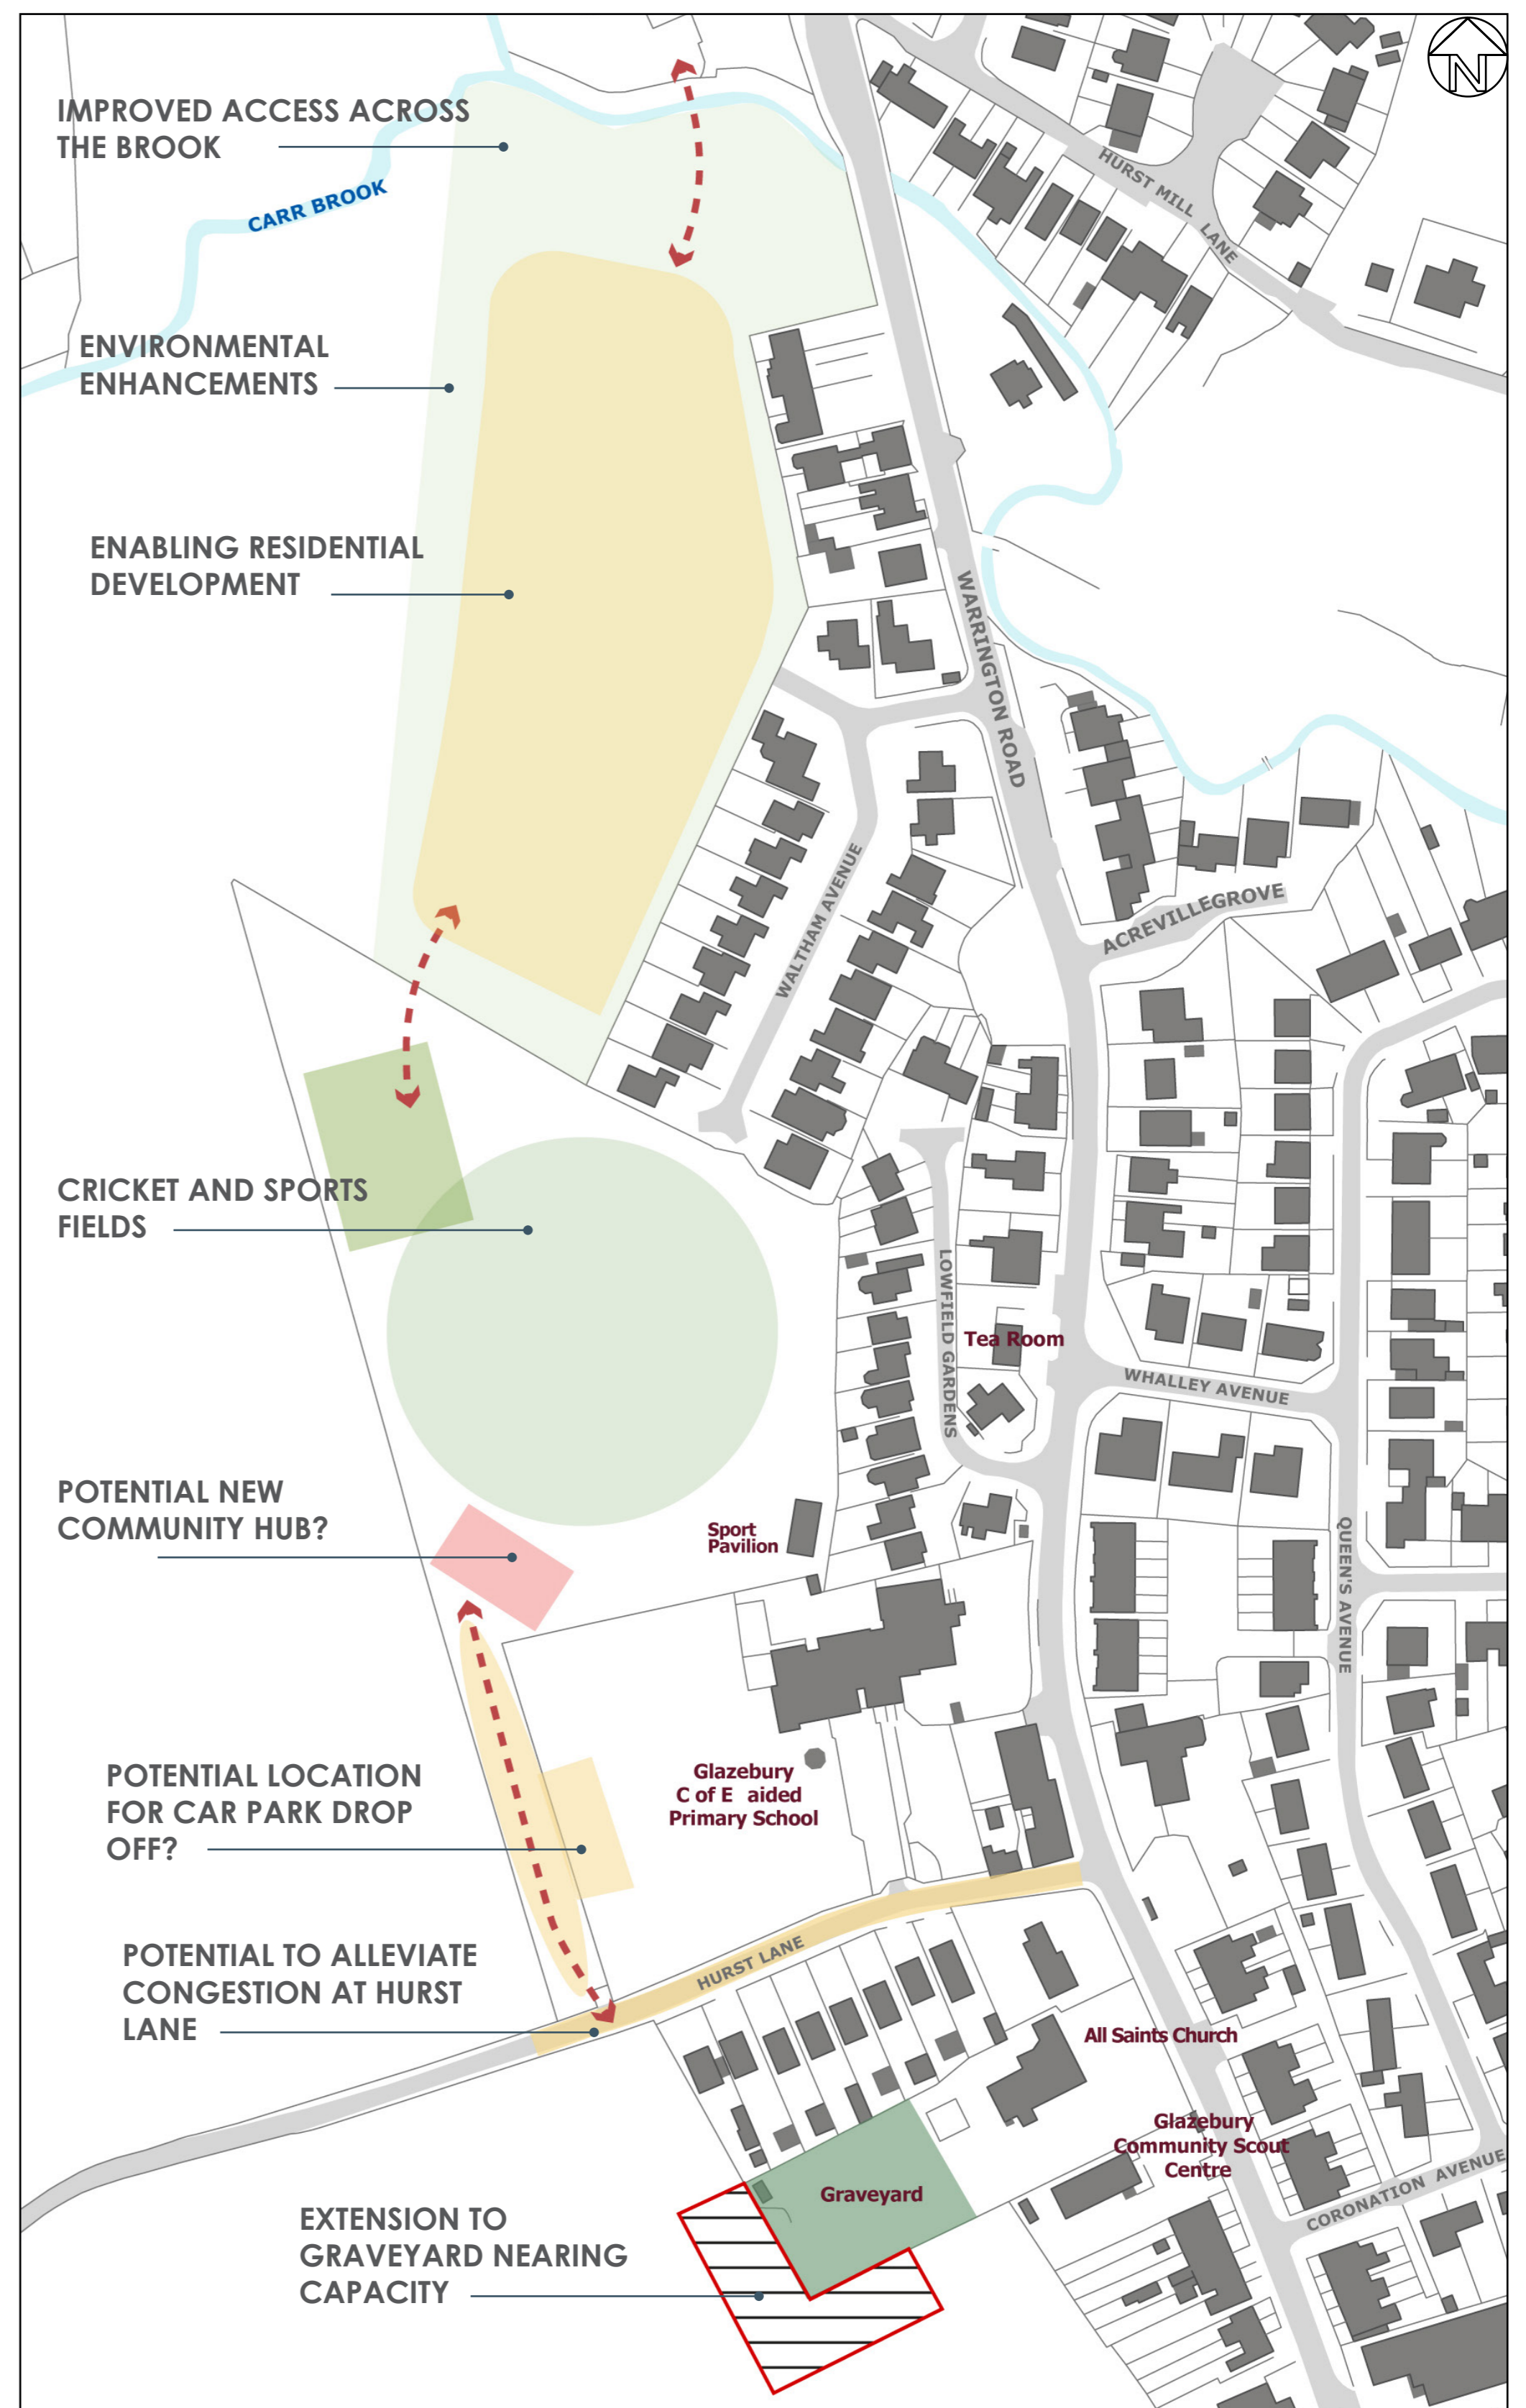 N
IMPROVED ACCESS ACROSS
THE BROOK
CARR BROOK
HURST MILL LANE
ENVIRONMENTAL
ENHANCEMENTS
ENABLING RESIDENTIAL
DEVELOPMENT
WARRINGTON ROAD
WALTHAM AVENUE
ACREVILLEGROVE
CRICKET AND SPORTS
FIELDS
LOWFIELD GARDENS
Tea Room
WHALLEY AVENUE
POTENTIAL NEW
COMMUNITY HUB?
Sport
Pavilion
QUEEN'S AVENUE
POTENTIAL LOCATION
FOR CAR PARK DROP
OFF?
Glazebury
C of E aided
Primary School
POTENTIAL TO ALLEVIATE
CONGESTION AT HURST
LANE
HURST LANE
All Saints Church
Glazebury
Community Scout
Centre
Graveyard
CORONATION AVENUE
EXTENSION TO
GRAVEYARD NEARING
CAPACITY